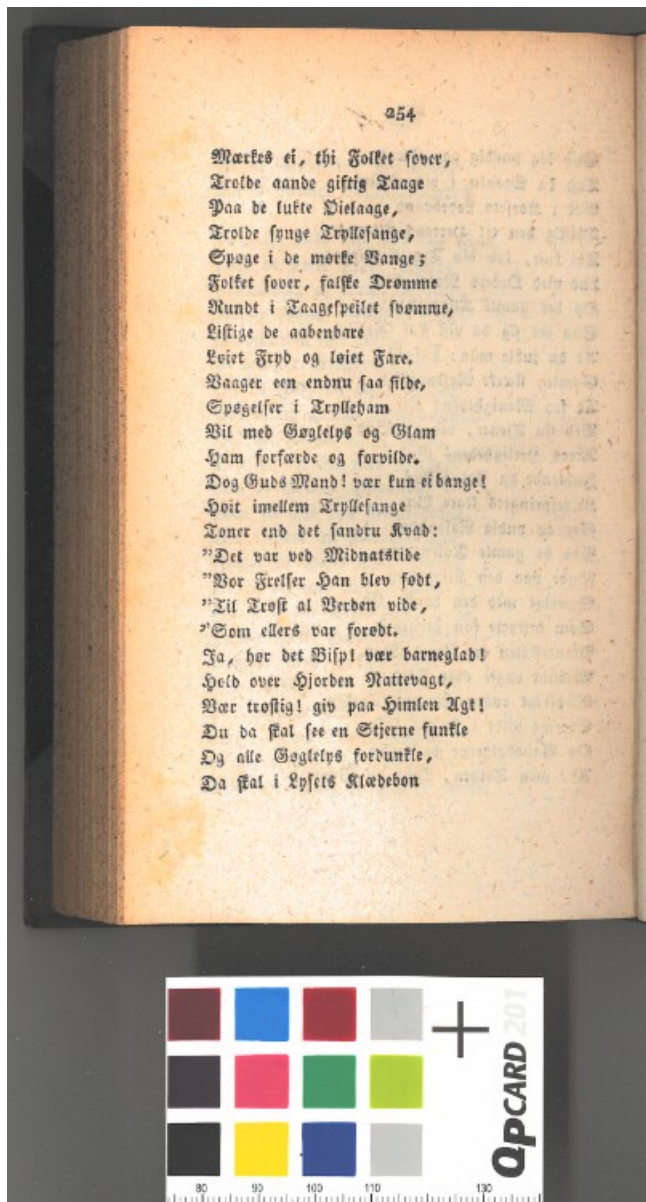 254
Mærkes ei, thi Folket sover,
Trolde aande giftig Taage
Paa de lukte Øielaage,
Trolde synge Tryllesange,
Spøge i de mørke Vange;
Folket sover, falske Drømme
Rundt i Taagespeilet svømme,
Listige de aabenbare
Løiet Fryd og løiet Fare.
Vaager een endnu saa silde,
Spøgelser i Trylleham
Vil med Gøglelys og Glam
Ham forfærde og forvilde.
Dog Guds Mand! vær kun ei bange!
Høit imellem Tryllesange
Toner end det sandru Kvad:
"Det var ved Midnatstide
"Vor Frelser Han blev født,
"Til Trøst al Verden vide,
"Som ellers var forødt.
Ja, hør det Bisp! vær barneglad!
Hold over Hjorden Nattevagt,
Vær trøstig! giv paa Himlen Agt!
Du da skal see en Stjerne funkle
Og alle Gøglelys fordunkle,
Da skal i Lysets Klædebon
QPCARD 201
80 90 100 110 130